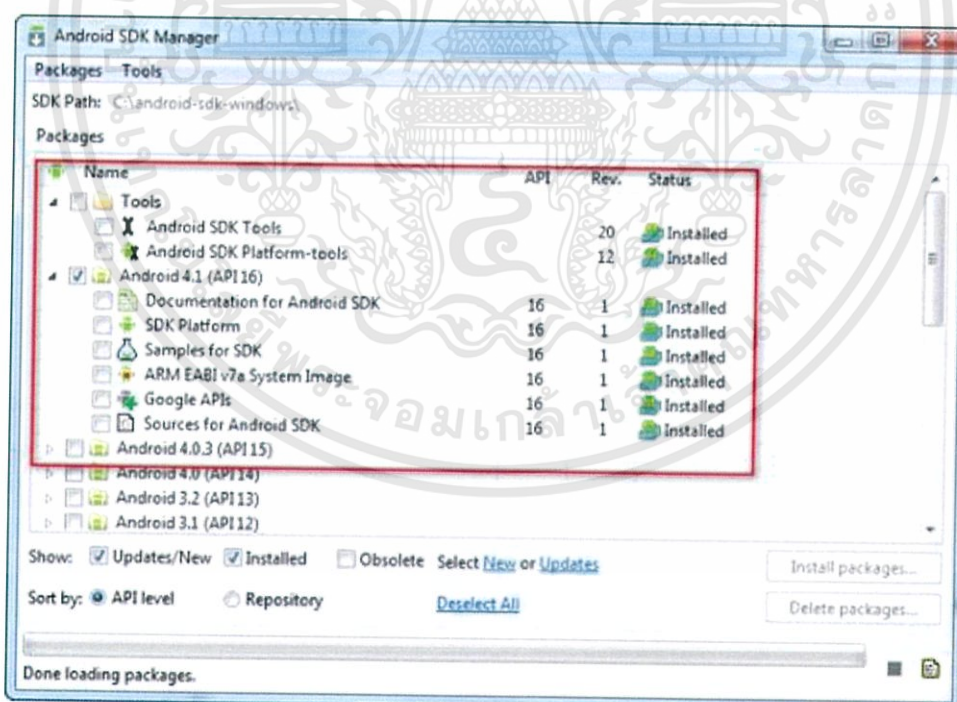 Android SDK Manager
Packages Tools
SDK Path: C:\android-sdk-windows\
Packages
Name API Rev. Status
Tools
Android SDK Tools 20 Installed
Android SDK Platform-tools 12 Installed
Android 4.1 (API 16)
Documentation for Android SDK 16 1 Installed
SDK Platform 16 1 Installed
Samples for SDK 16 1 Installed
ARM EABI v7a System Image 16 1 Installed
Google APIs 16 1 Installed
Sources for Android SDK 16 1 Installed
Android 4.0.3 (API 15)
Android 4.0 (API 14)
Android 3.2 (API 13)
Android 3.1 (API 12)
Show: Updates/New Installed Obsolete Select New or Updates Install packages...
Sort by: API level Repository Deselect All Delete packages...
Done loading packages.